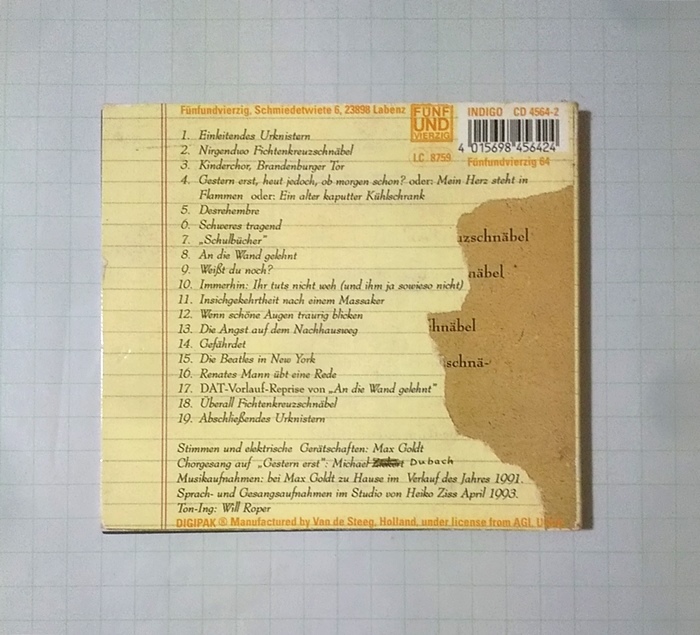 Fünfundvierzig, Schmiedetwiete 6, 23898 Labenz
FÜNF
UND
VIERZIG
INDIGO CD 4564-2
4 015698 456424
LC 8759
Fünfundvierzig 64
1. Einleitendes Urknistern
2. Nirgendwo Fichtenkreuzschnäbel
3. Kinderchor, Brandenburger Tor
4. Gestern erst, heut jedoch, ob morgen schon? oder: Mein Herz steht in
Flammen oder: Ein alter kaputter Kühlschrank
5. Desrehembre
6. Schweres tragend
7. „Schulbücher"
8. An die Wand gelehnt
9. Weißt du noch?
10. Immerhin: Ihr tuts nicht weh (und ihm ja sowieso nicht)
11. Insichgekehrtheit nach einem Massaker
12. Wenn schöne Augen traurig blicken
13. Die Angst auf dem Nachhausweg
14. Gefährdet
15. Die Beatles in New York
16. Renates Mann übt eine Rede
17. DAT-Vorlauf-Reprise von „An die Wand gelehnt"
18. Überall Fichtenkreuzschnäbel
19. Abschließendes Urknistern
uzschnäbel
näbel
hnäbel
schnä-
Stimmen und elektrische Gerätschaften: Max Goldt
Chorgesang auf „Gestern erst": Michael Dubach
Musikaufnahmen: bei Max Goldt zu Hause im Verlauf des Jahres 1991.
Sprach- und Gesangsaufnahmen im Studio von Heiko Ziss April 1993.
Ton-Ing: Will Roper
DIGIPAK ® Manufactured by Van de Steeg, Holland, under license from AGI,